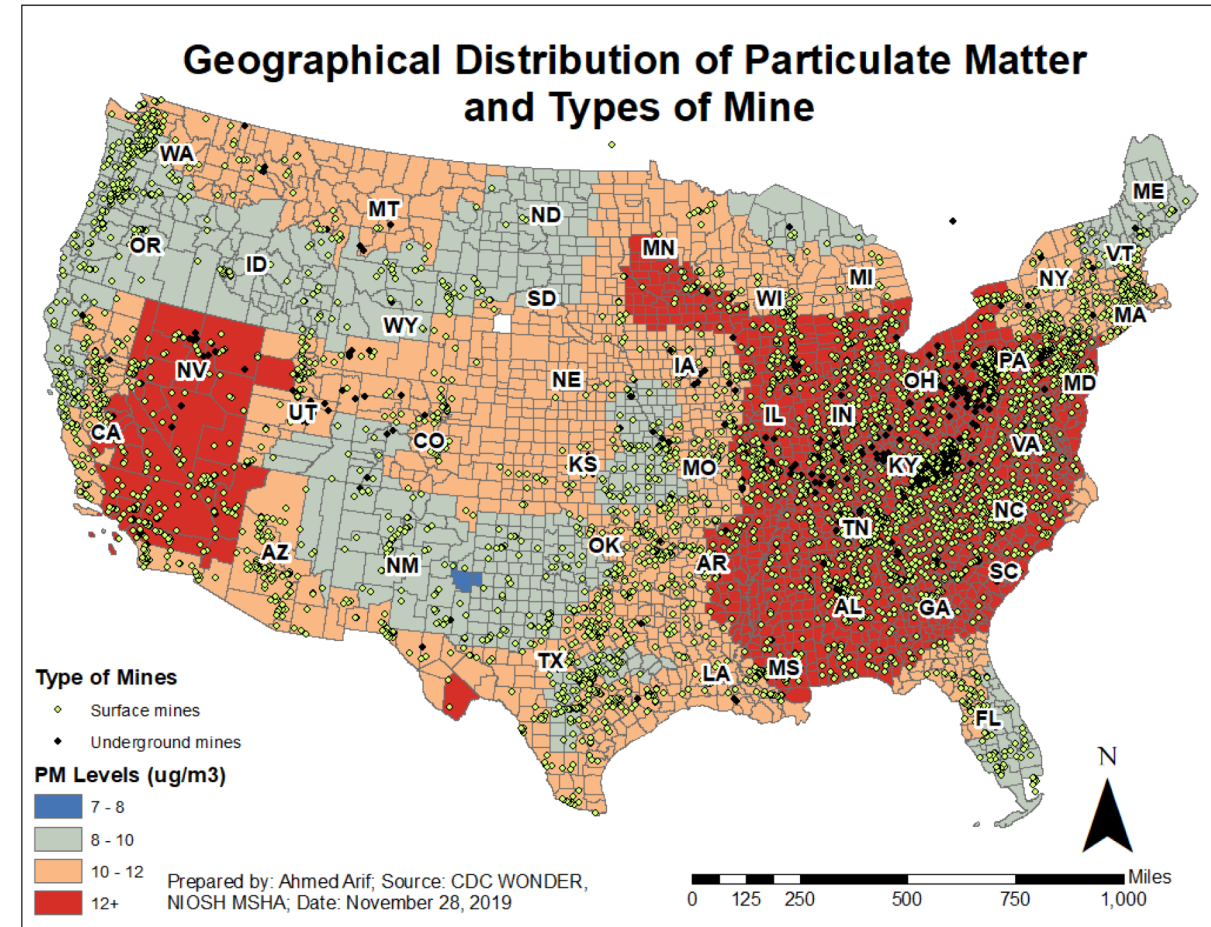 Geographical Distribution of Particulate Matter
and Types of Mine
WA
MT
ND
ME
OR
ID
MN
VT
SD
WI
MI
NY
WY
MA
NV
NE
IA
OH
PA
MD
UT
CA
CO
IL
IN
VA
KS
MO
KY
NC
AZ
NM
OK
AR
TN
SC
AL
GA
TX
LA
MS
FL
Type of Mines
Surface mines
Underground mines
PM Levels (ug/m3)
7 - 8
8 - 10
10 - 12
12+
Prepared by: Ahmed Arif; Source: CDC WONDER,
NIOSH MSHA; Date: November 28, 2019
N
Miles
0 125 250 500 750 1,000